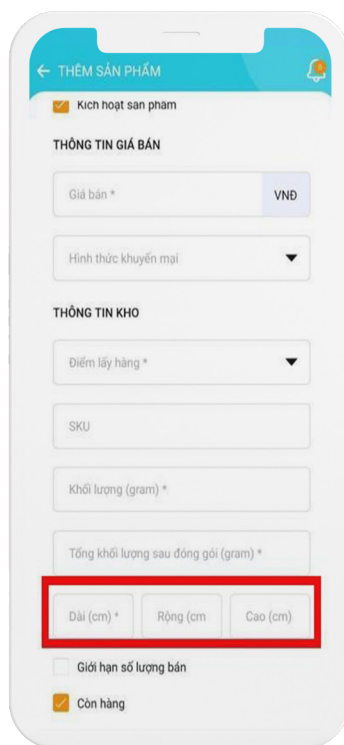 THÊM SẢN PHẨM
Kích hoạt sản phẩm
THÔNG TIN GIÁ BÁN
Giá bán *
VNĐ
Hình thức khuyến mại
THÔNG TIN KHO
Điểm lấy hàng *
SKU
Khối lượng (gram) *
Tổng khối lượng sau đóng gói (gram) *
Dài (cm) * Rộng (cm Cao (cm)
Giới hạn số lượng bán
Còn hàng